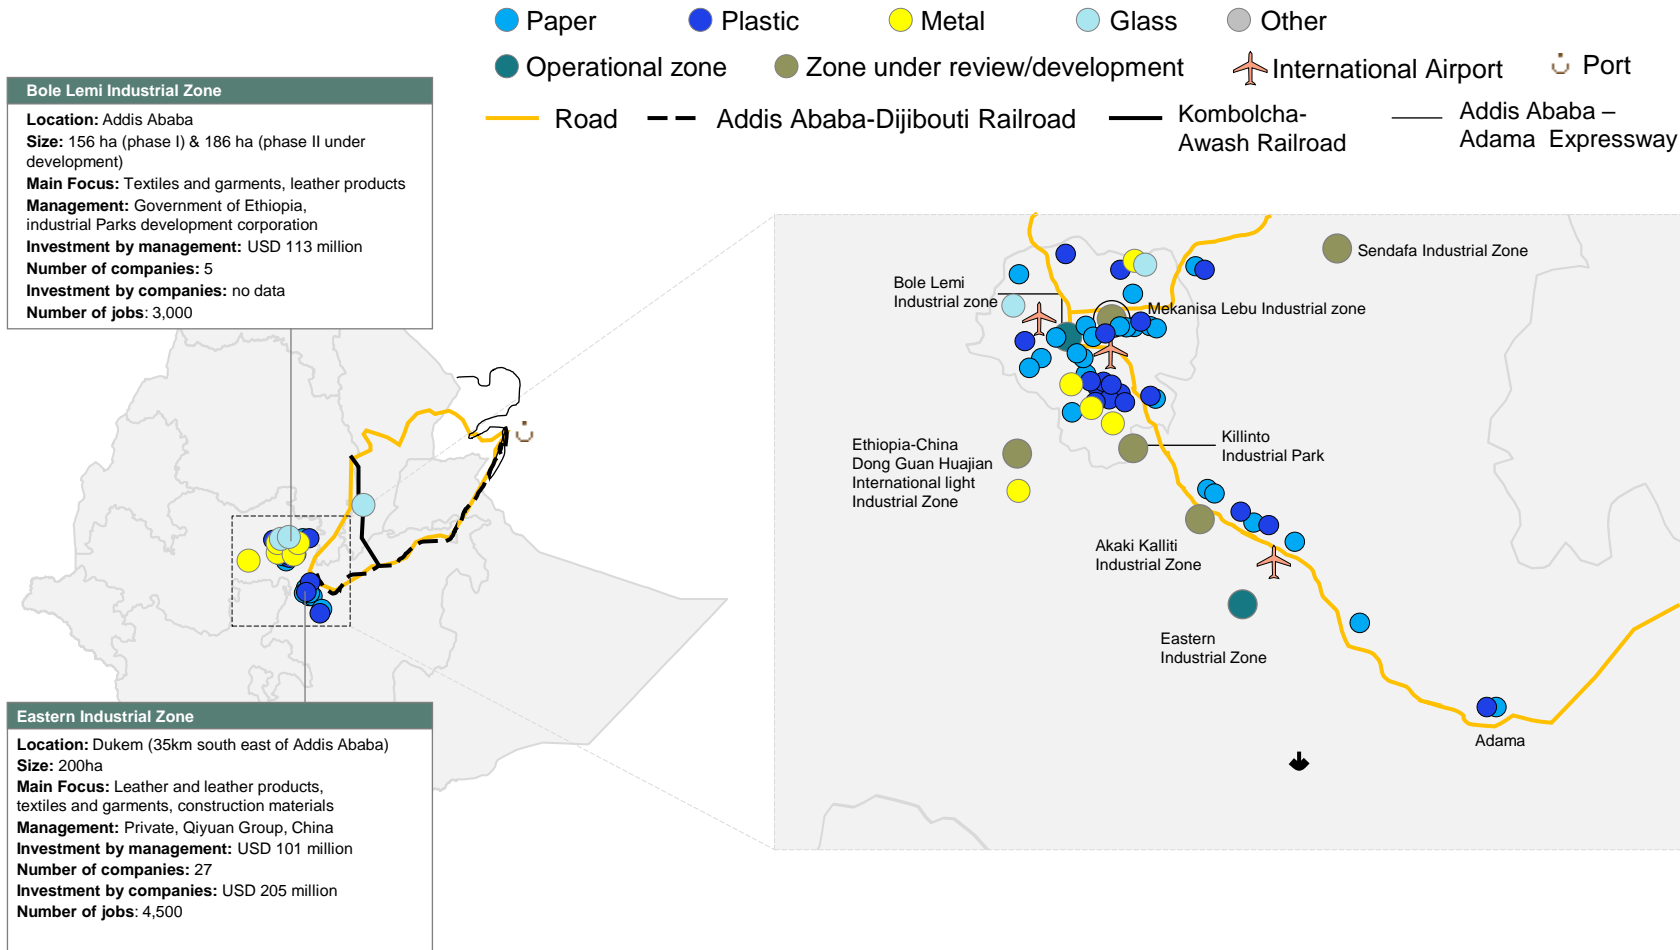 Paper
Plastic
Metal
Glass
Other
Operational zone
Zone under review/development
International Airport
Port
Road
Addis Ababa-Dijibouti Railroad
Kombolcha-
Awash Railroad
Addis Ababa –
Adama Expressway
Bole Lemi Industrial Zone
Location: Addis Ababa
Size: 156 ha (phase I) & 186 ha (phase II under
development)
Main Focus: Textiles and garments, leather products
Management: Government of Ethiopia,
industrial Parks development corporation
Investment by management: USD 113 million
Number of companies: 5
Investment by companies: no data
Number of jobs: 3,000
Sendafa Industrial Zone
Bole Lemi
Industrial zone
Mekanisa Lebu Industrial zone
Ethiopia-China
Dong Guan Huajian
International light
Industrial Zone
Killinto
Industrial Park
Akaki Kalliti
Industrial Zone
Eastern
Industrial Zone
Adama
Eastern Industrial Zone
Location: Dukem (35km south east of Addis Ababa)
Size: 200ha
Main Focus: Leather and leather products,
textiles and garments, construction materials
Management: Private, Qiyuan Group, China
Investment by management: USD 101 million
Number of companies: 27
Investment by companies: USD 205 million
Number of jobs: 4,500